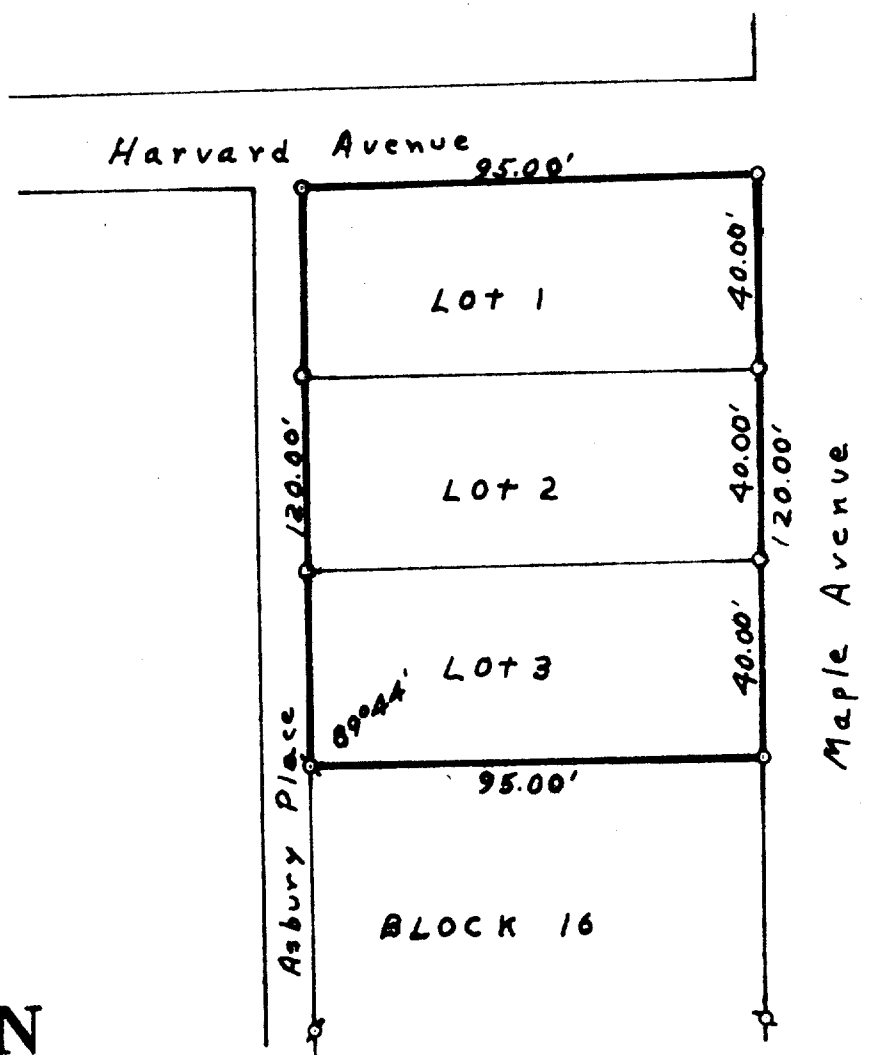 Harvard Avenue
95.00'
40.00'
LOT 1
120.00'
40.00'
120.00'
LOT 2
Maple Avenue
40.00'
LOT 3
89°44'
95.00'
Asbury Place
BLOCK 16
N